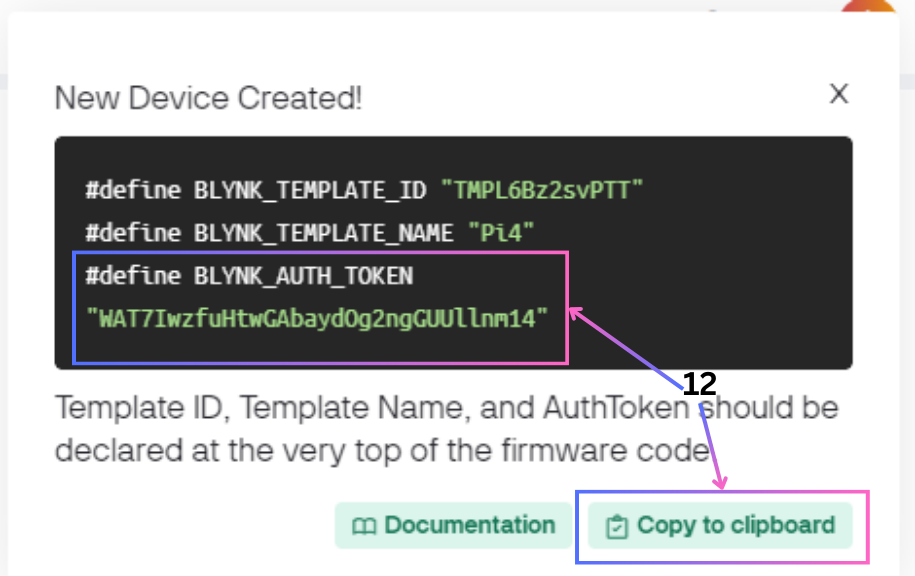 New Device Created!
X
#define BLYNK_TEMPLATE_ID "TMPL6Bz2svPTT"
#define BLYNK_TEMPLATE_NAME "Pi4"
#define BLYNK_AUTH_TOKEN
"WAT7IwzfuHtwGAbaydOg2ngGUUllnm14"
12
Template ID, Template Name, and AuthToken should be
declared at the very top of the firmware code
Documentation
Copy to clipboard